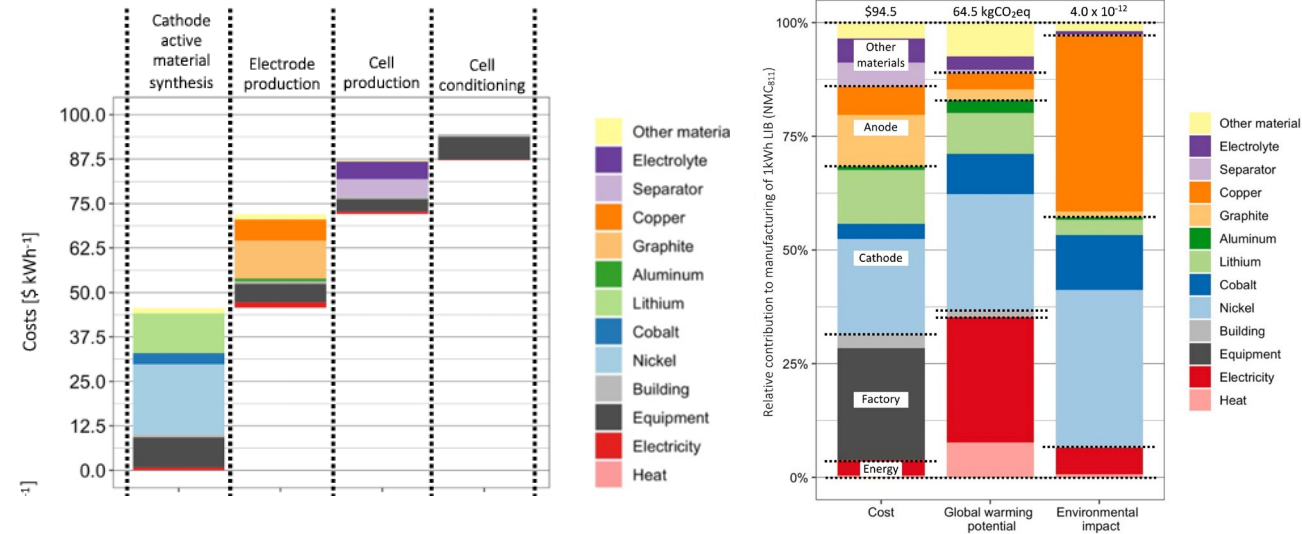 Cathode
active
material
synthesis
Electrode
production
Cell
production
Cell
conditioning
Costs [$ kWh-1]
100.0
87.5
75.0
62.5
50.0
37.5
25.0
12.5
0.0
-1]
Other materia
Electrolyte
Separator
Copper
Graphite
Aluminum
Lithium
Cobalt
Nickel
Building
Equipment
Electricity
Heat
Relative contribution to manufacturing of 1kWh LIB (NMC811)
$94.5
64.5 kgCO2eq
4.0 x 10-12
100%
75%
50%
25%
0%
Other
materials
Anode
Cathode
Factory
Energy
Cost
Global warming
potential
Environmental
impact
Other material
Electrolyte
Separator
Copper
Graphite
Aluminum
Lithium
Cobalt
Nickel
Building
Equipment
Electricity
Heat